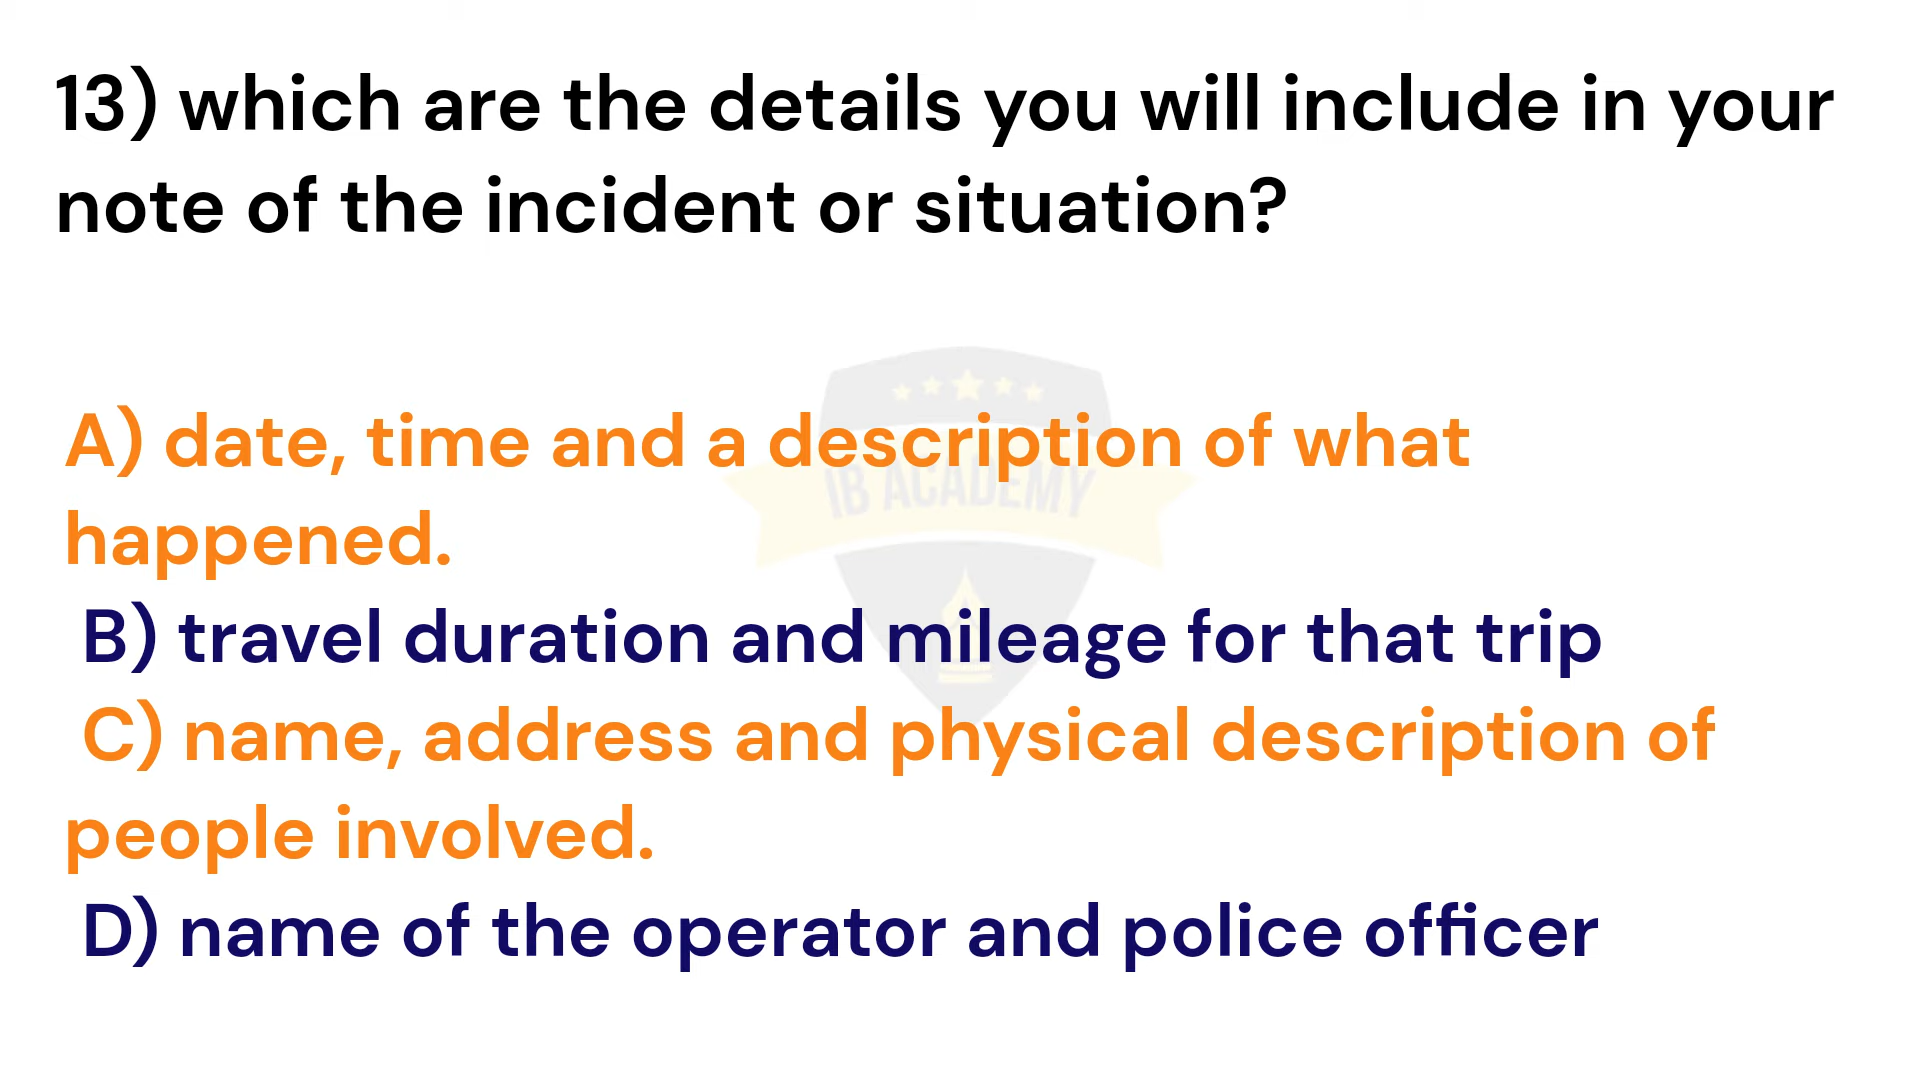 13) which are the details you will include in your
note of the incident or situation?
A) date, time and a description of what
happened.
IB ACADEMY
B) travel duration and mileage for that trip
C) name, address and physical description of
people involved.
D) name of the operator and police officer